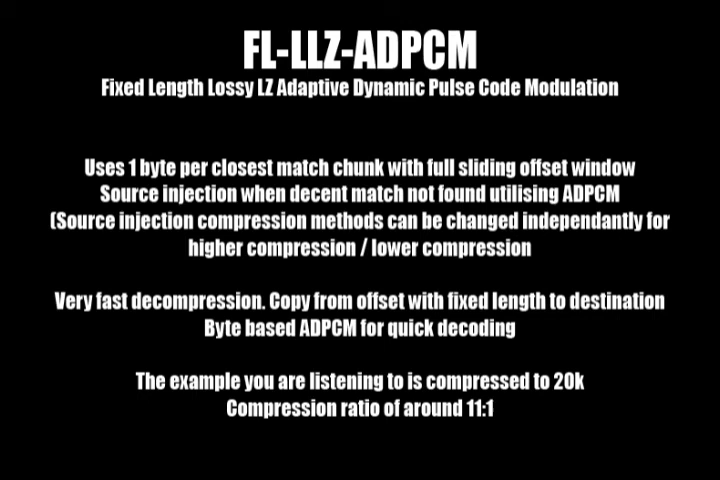 FL-LLZ-ADPCM
Fixed Length Lossy LZ Adaptive Dynamic Pulse Code Modulation
Uses 1 byte per closest match chunk with full sliding offset window
Source injection when decent match not found utilising ADPCM
(Source injection compression methods can be changed independantly for
higher compression / lower compression
Very fast decompression. Copy from offset with fixed length to destination
Byte based ADPCM for quick decoding
The example you are listening to is compressed to 20k
Compression ratio of around 11:1